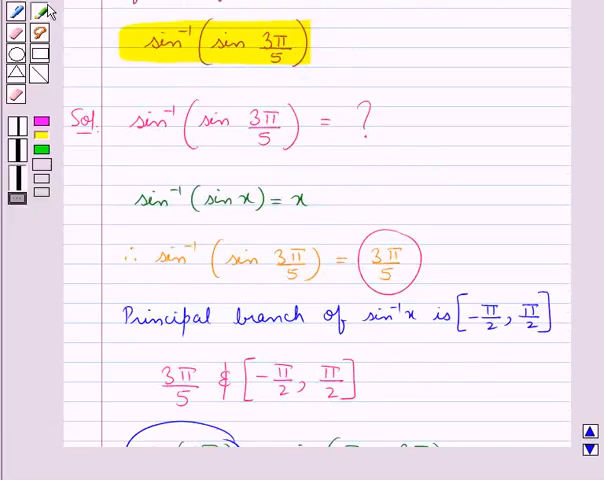 sin⁻¹(sin 3π/5)
Sol. sin⁻¹(sin 3π/5) = ?
sin⁻¹(sin x) = x
∴ sin⁻¹(sin 3π/5) = 3π/5
Principal branch of sin⁻¹x is [-π/2, π/2]
3π/5 ∉ [-π/2, π/2]